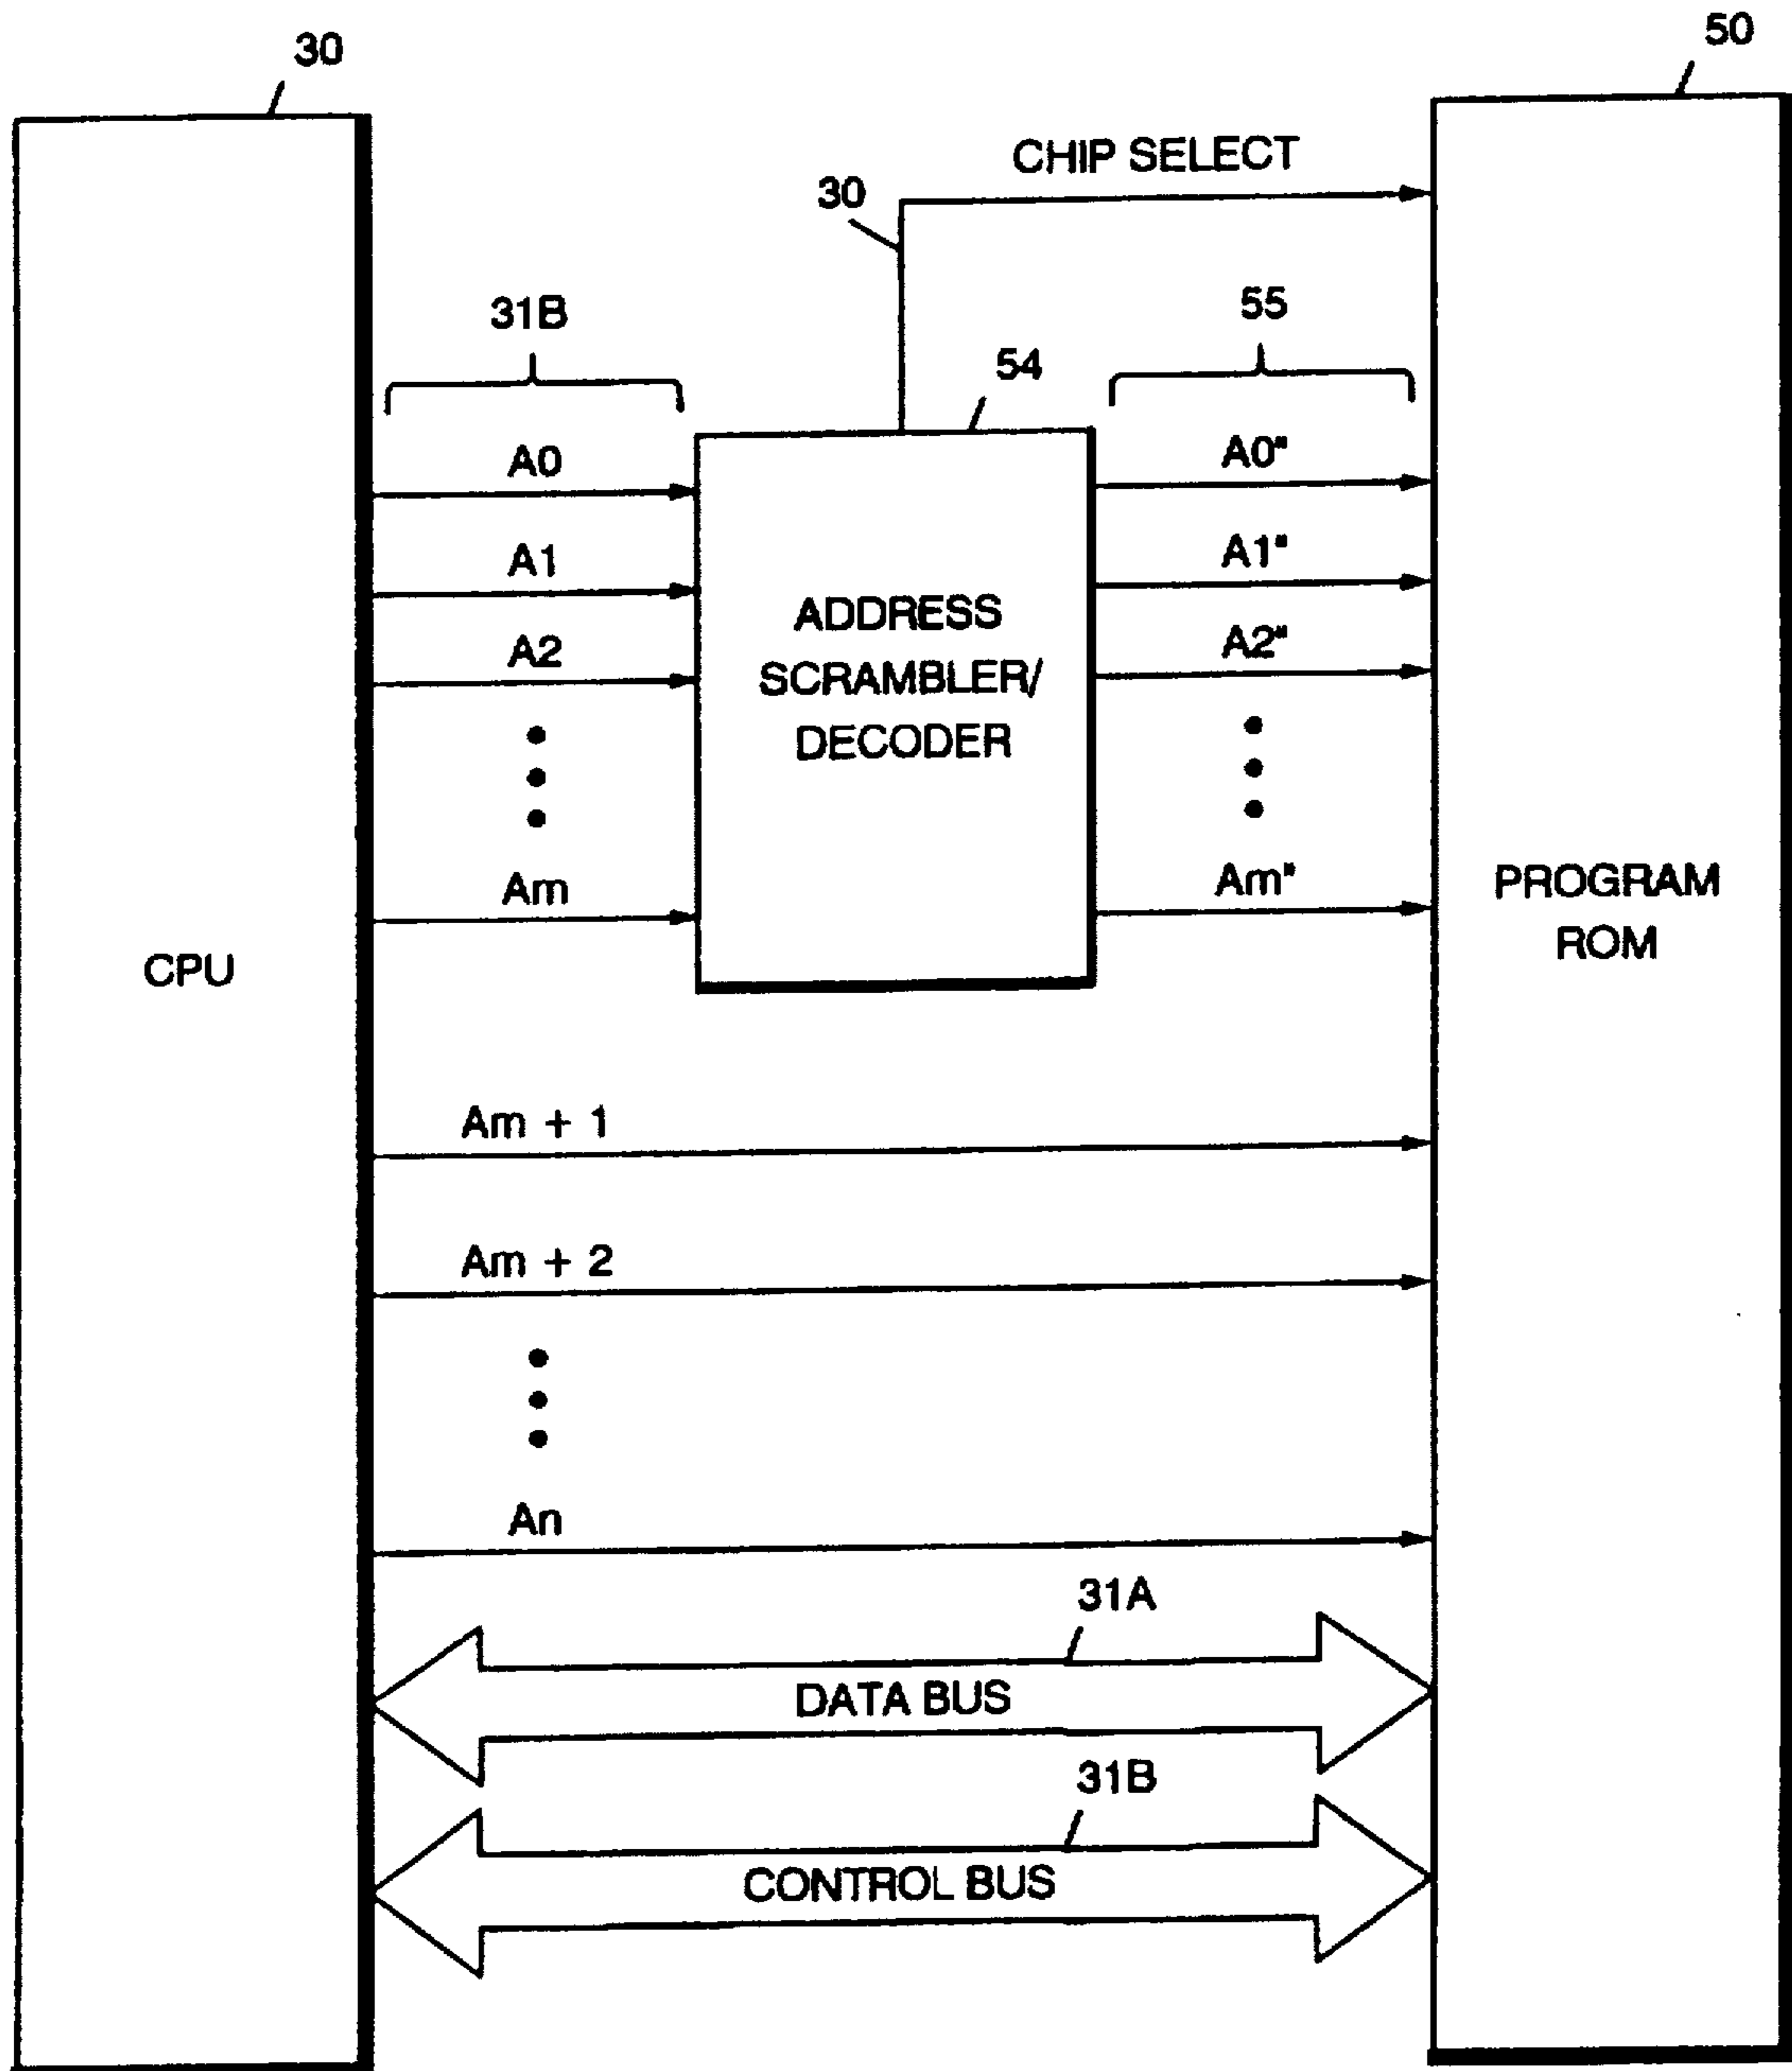 30
50
CHIP SELECT
30
31B
55
54
A0
A0"
A1
A1"
ADDRESS
SCRAMBLER/
DECODER
A2
A2"
Am
Am"
CPU
PROGRAM
ROM
Am + 1
Am + 2
An
31A
DATA BUS
31B
CONTROL BUS